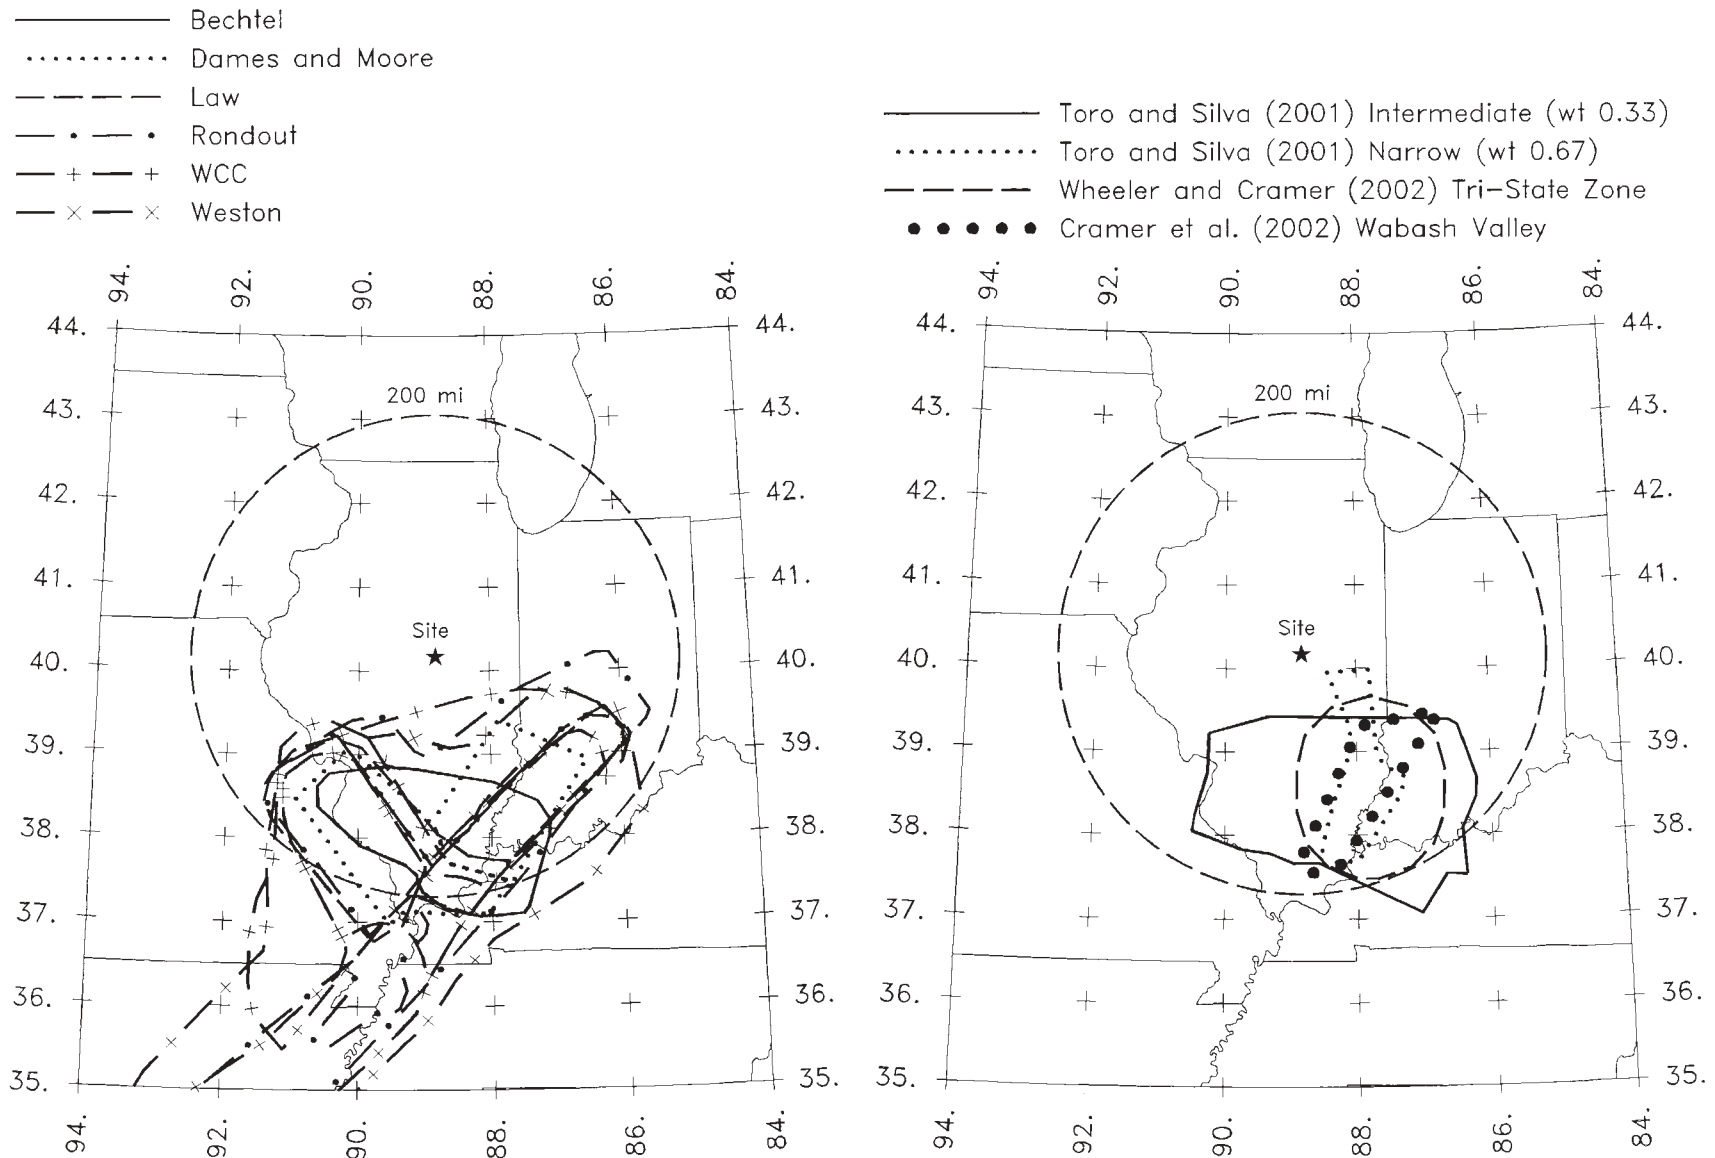 Bechtel
Dames and Moore
Law
Rondout
WCC
Weston
Toro and Silva (2001) Intermediate (wt 0.33)
Toro and Silva (2001) Narrow (wt 0.67)
Wheeler and Cramer (2002) Tri-State Zone
Cramer et al. (2002) Wabash Valley
94. 92. 90. 88. 86. 84.
44. 44.
200 mi
43. 43.
42. 42.
41. 41.
Site
40. 40.
39. 39.
38. 38.
37. 37.
36. 36.
35. 35.
94. 92. 90. 88. 86. 84.
94. 92. 90. 88. 86. 84.
44. 44.
200 mi
43. 43.
42. 42.
41. 41.
Site
40. 40.
39. 39.
38. 38.
37. 37.
36. 36.
35. 35.
94. 92. 90. 88. 86. 84.